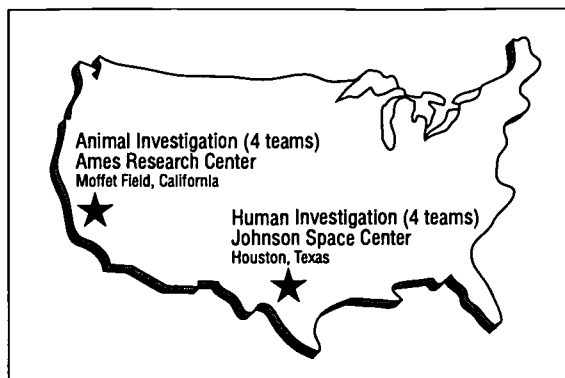 Animal Investigation (4 teams)
Ames Research Center
Moffet Field, California
Human Investigation (4 teams)
Johnson Space Center
Houston, Texas